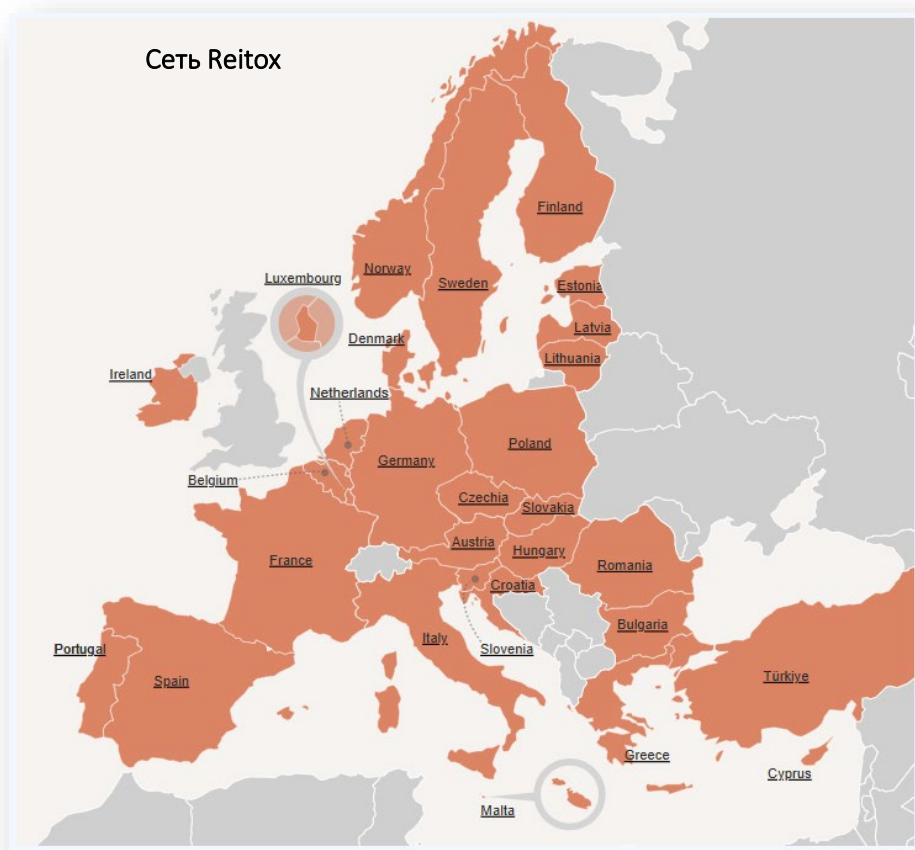 Сеть Reitox
Finland
Norway
Luxembourg
Sweden
Estonia
Latvia
Denmark
Lithuania
Ireland
Netherlands
Poland
Germany
Belgium
Czechia
Slovakia
Austria
Hungary
France
Romania
Croatia
Bulgaria
Italy
Portugal
Slovenia
Spain
Türkiye
Greece
Cyprus
Malta